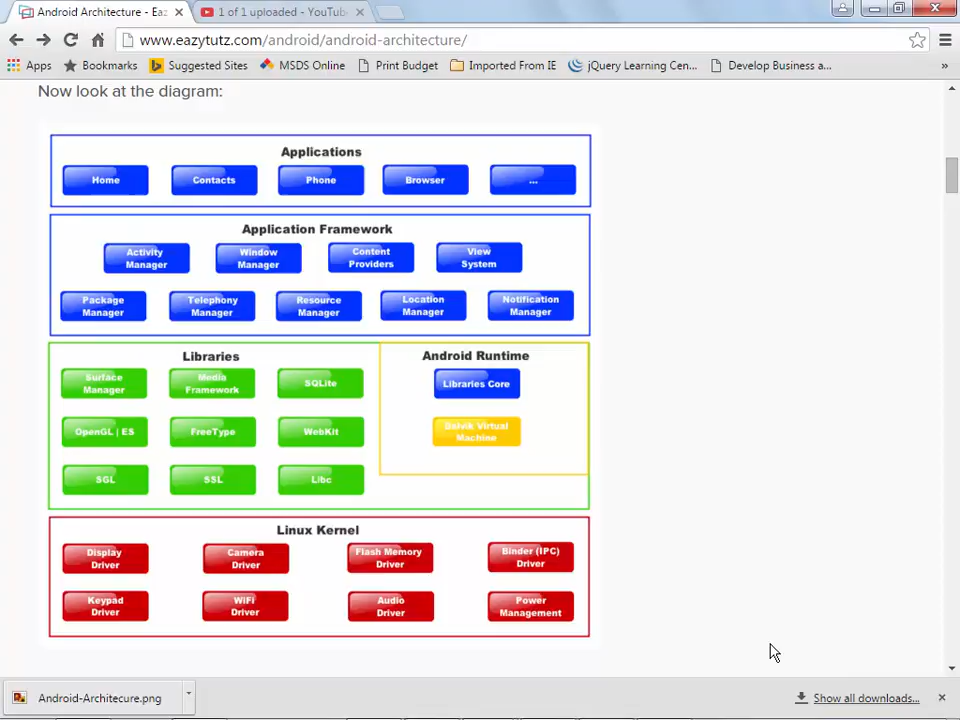 Android Architecture - Eaz
1 of 1 uploaded - YouTube
www.eazytutz.com/android/android-architecture/
Apps Bookmarks Suggested Sites MSDS Online Print Budget Imported From IE jQuery Learning Cen... Develop Business a... »
Now look at the diagram:
Applications
Home Contacts Phone Browser ...
Application Framework
Activity Manager
Window Manager
Content Providers
View System
Package Manager
Telephony Manager
Resource Manager
Location Manager
Notification Manager
Libraries
Surface Manager
Media Framework
SQLite
OpenGL | ES
FreeType
WebKit
SGL
SSL
Libc
Android Runtime
Libraries Core
Dalvik Virtual Machine
Linux Kernel
Display Driver
Camera Driver
Flash Memory Driver
Binder (IPC) Driver
Keypad Driver
WiFi Driver
Audio Driver
Power Management
Android-Architecure.png
Show all downloads...